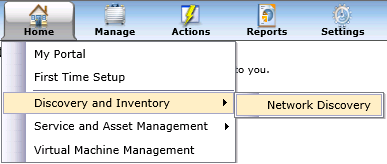 Home Manage Actions Reports Settings
My Portal
to you.
First Time Setup
Discovery and Inventory Network Discovery
Service and Asset Management
Virtual Machine Management